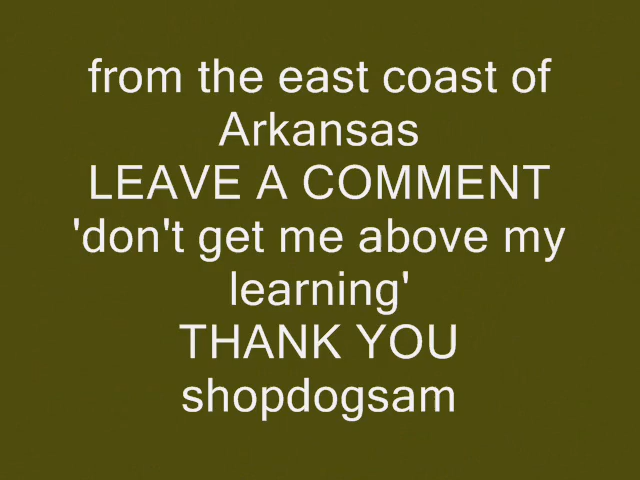 from the east coast of
Arkansas
LEAVE A COMMENT
'don't get me above my
learning'
THANK YOU
shopdogsam